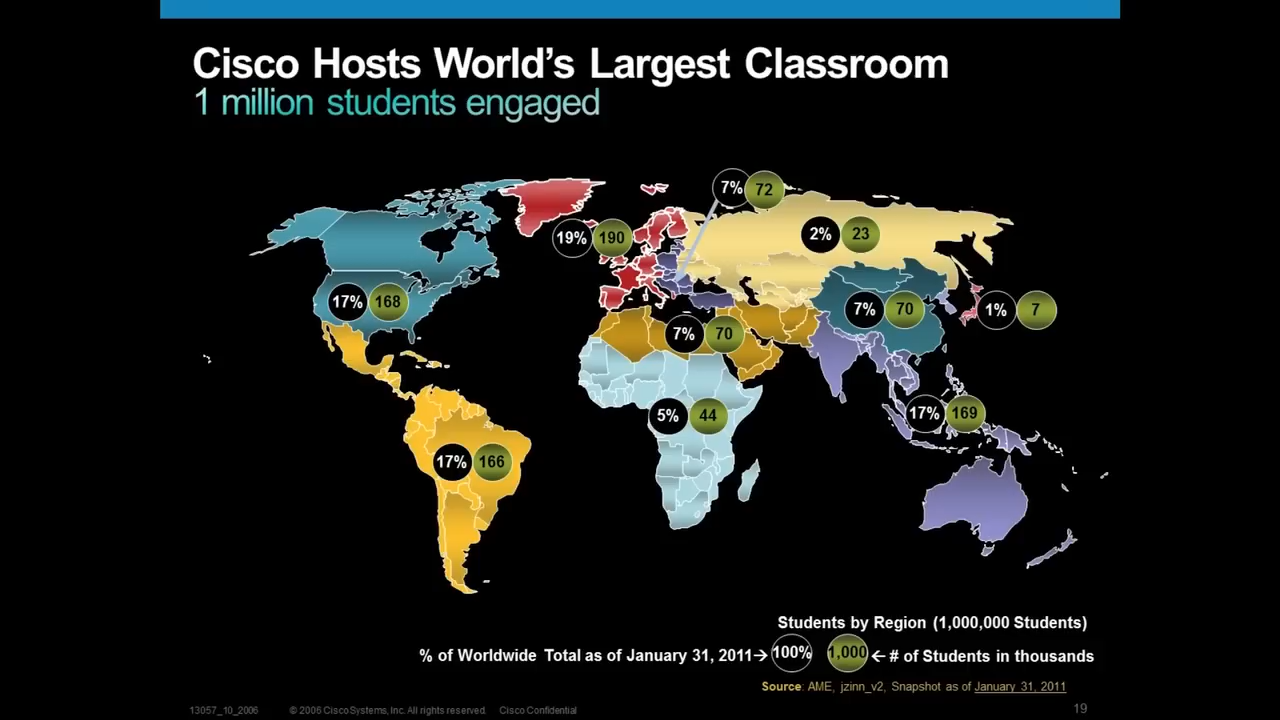 Cisco Hosts World's Largest Classroom
1 million students engaged
7% 72
19% 190
2% 23
17% 168
7% 70
1% 7
7% 70
5% 44
17% 169
17% 166
Students by Region (1,000,000 Students)
% of Worldwide Total as of January 31, 2011→ 100% 1,000 ← # of Students in thousands
Source: AME, jzinn_v2, Snapshot as of January 31, 2011
13057_10_2006 © 2006 Cisco Systems, Inc. All rights reserved. Cisco Confidential 19